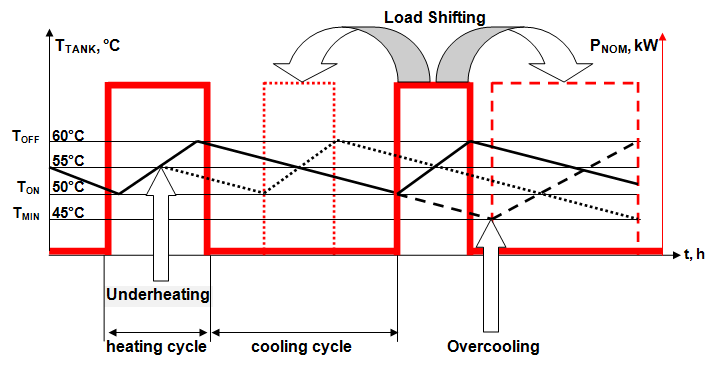 Load Shifting
TTANK, °C
PNOM, kW
TOFF 60°C
55°C
TON 50°C
TMIN 45°C
t, h
Underheating
heating cycle
cooling cycle
Overcooling